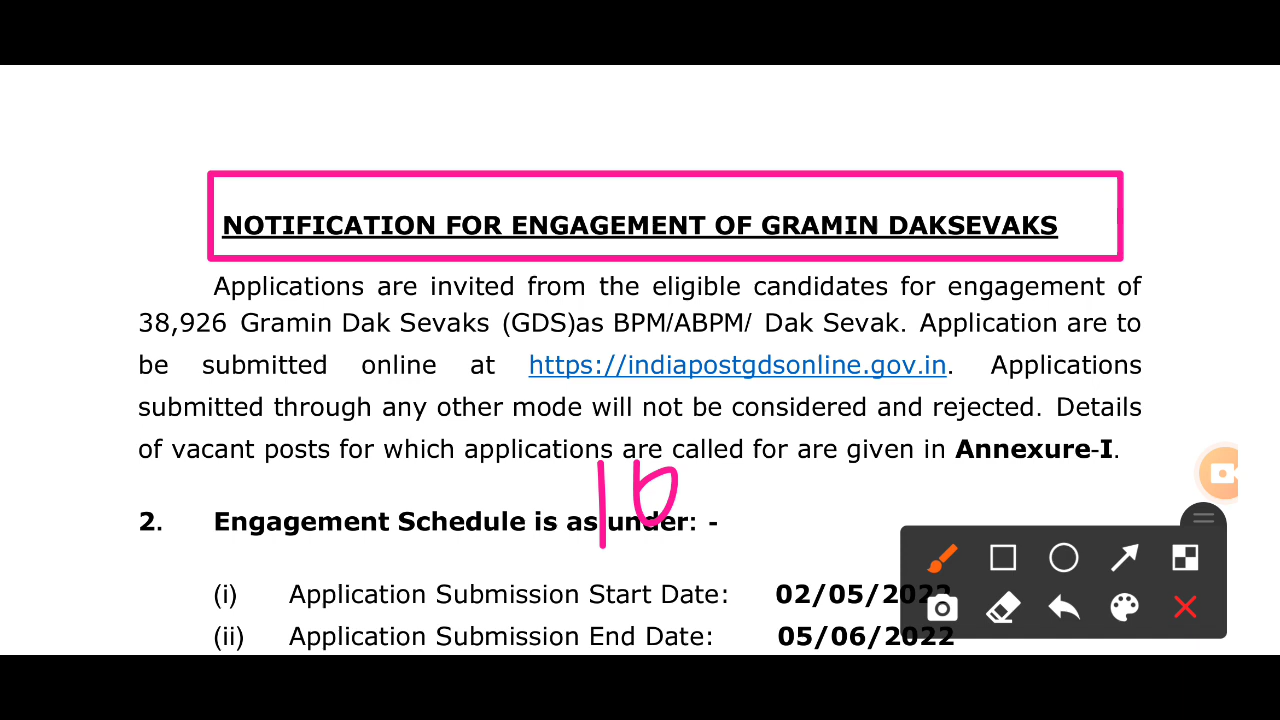 NOTIFICATION FOR ENGAGEMENT OF GRAMIN DAKSEVAKS
Applications are invited from the eligible candidates for engagement of
38,926 Gramin Dak Sevaks (GDS)as BPM/ABPM/ Dak Sevak. Application are to
be submitted online at https://indiapostgdsonline.gov.in. Applications
submitted through any other mode will not be considered and rejected. Details
of vacant posts for which applications are called for are given in Annexure-I.
10
2. Engagement Schedule is as under: -
(i) Application Submission Start Date: 02/05/2022
(ii) Application Submission End Date: 05/06/2022